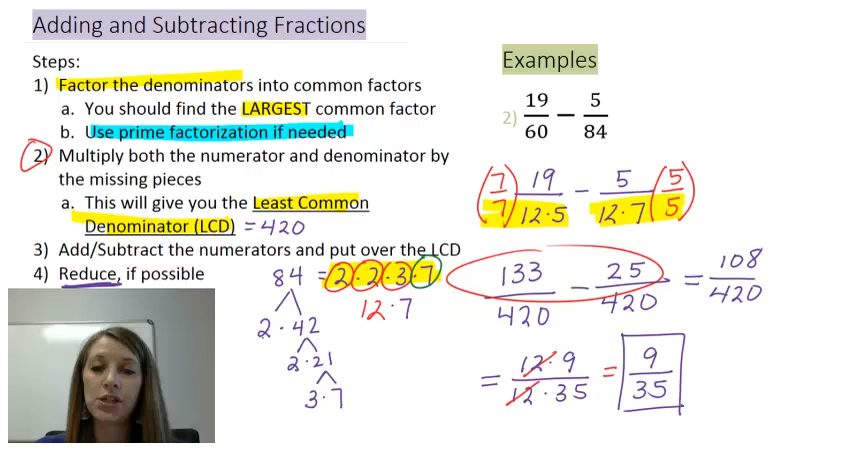 Adding and Subtracting Fractions
Steps:
1) Factor the denominators into common factors
a. You should find the LARGEST common factor
b. Use prime factorization if needed
2) Multiply both the numerator and denominator by
the missing pieces
a. This will give you the Least Common
Denominator (LCD) = 420
3) Add/Subtract the numerators and put over the LCD
4) Reduce, if possible
84 = 2 · 2 · 3 · 7
12 · 7
2 · 42
2 · 21
3 · 7
Examples
2) 19/60 − 5/84
(7/7) 19/12·5 − 5/12·7 (5/5)
133/420 − 25/420 = 108/420
= 12·9/12·35 = 9/35